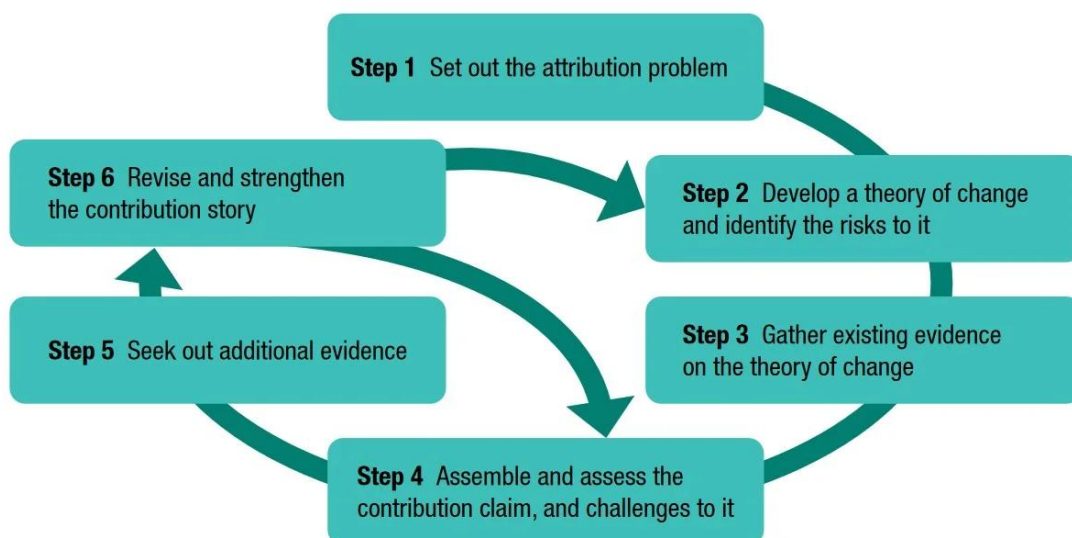 Step 1 Set out the attribution problem
Step 2 Develop a theory of change
and identify the risks to it
Step 3 Gather existing evidence
on the theory of change
Step 4 Assemble and assess the
contribution claim, and challenges to it
Step 5 Seek out additional evidence
Step 6 Revise and strengthen
the contribution story